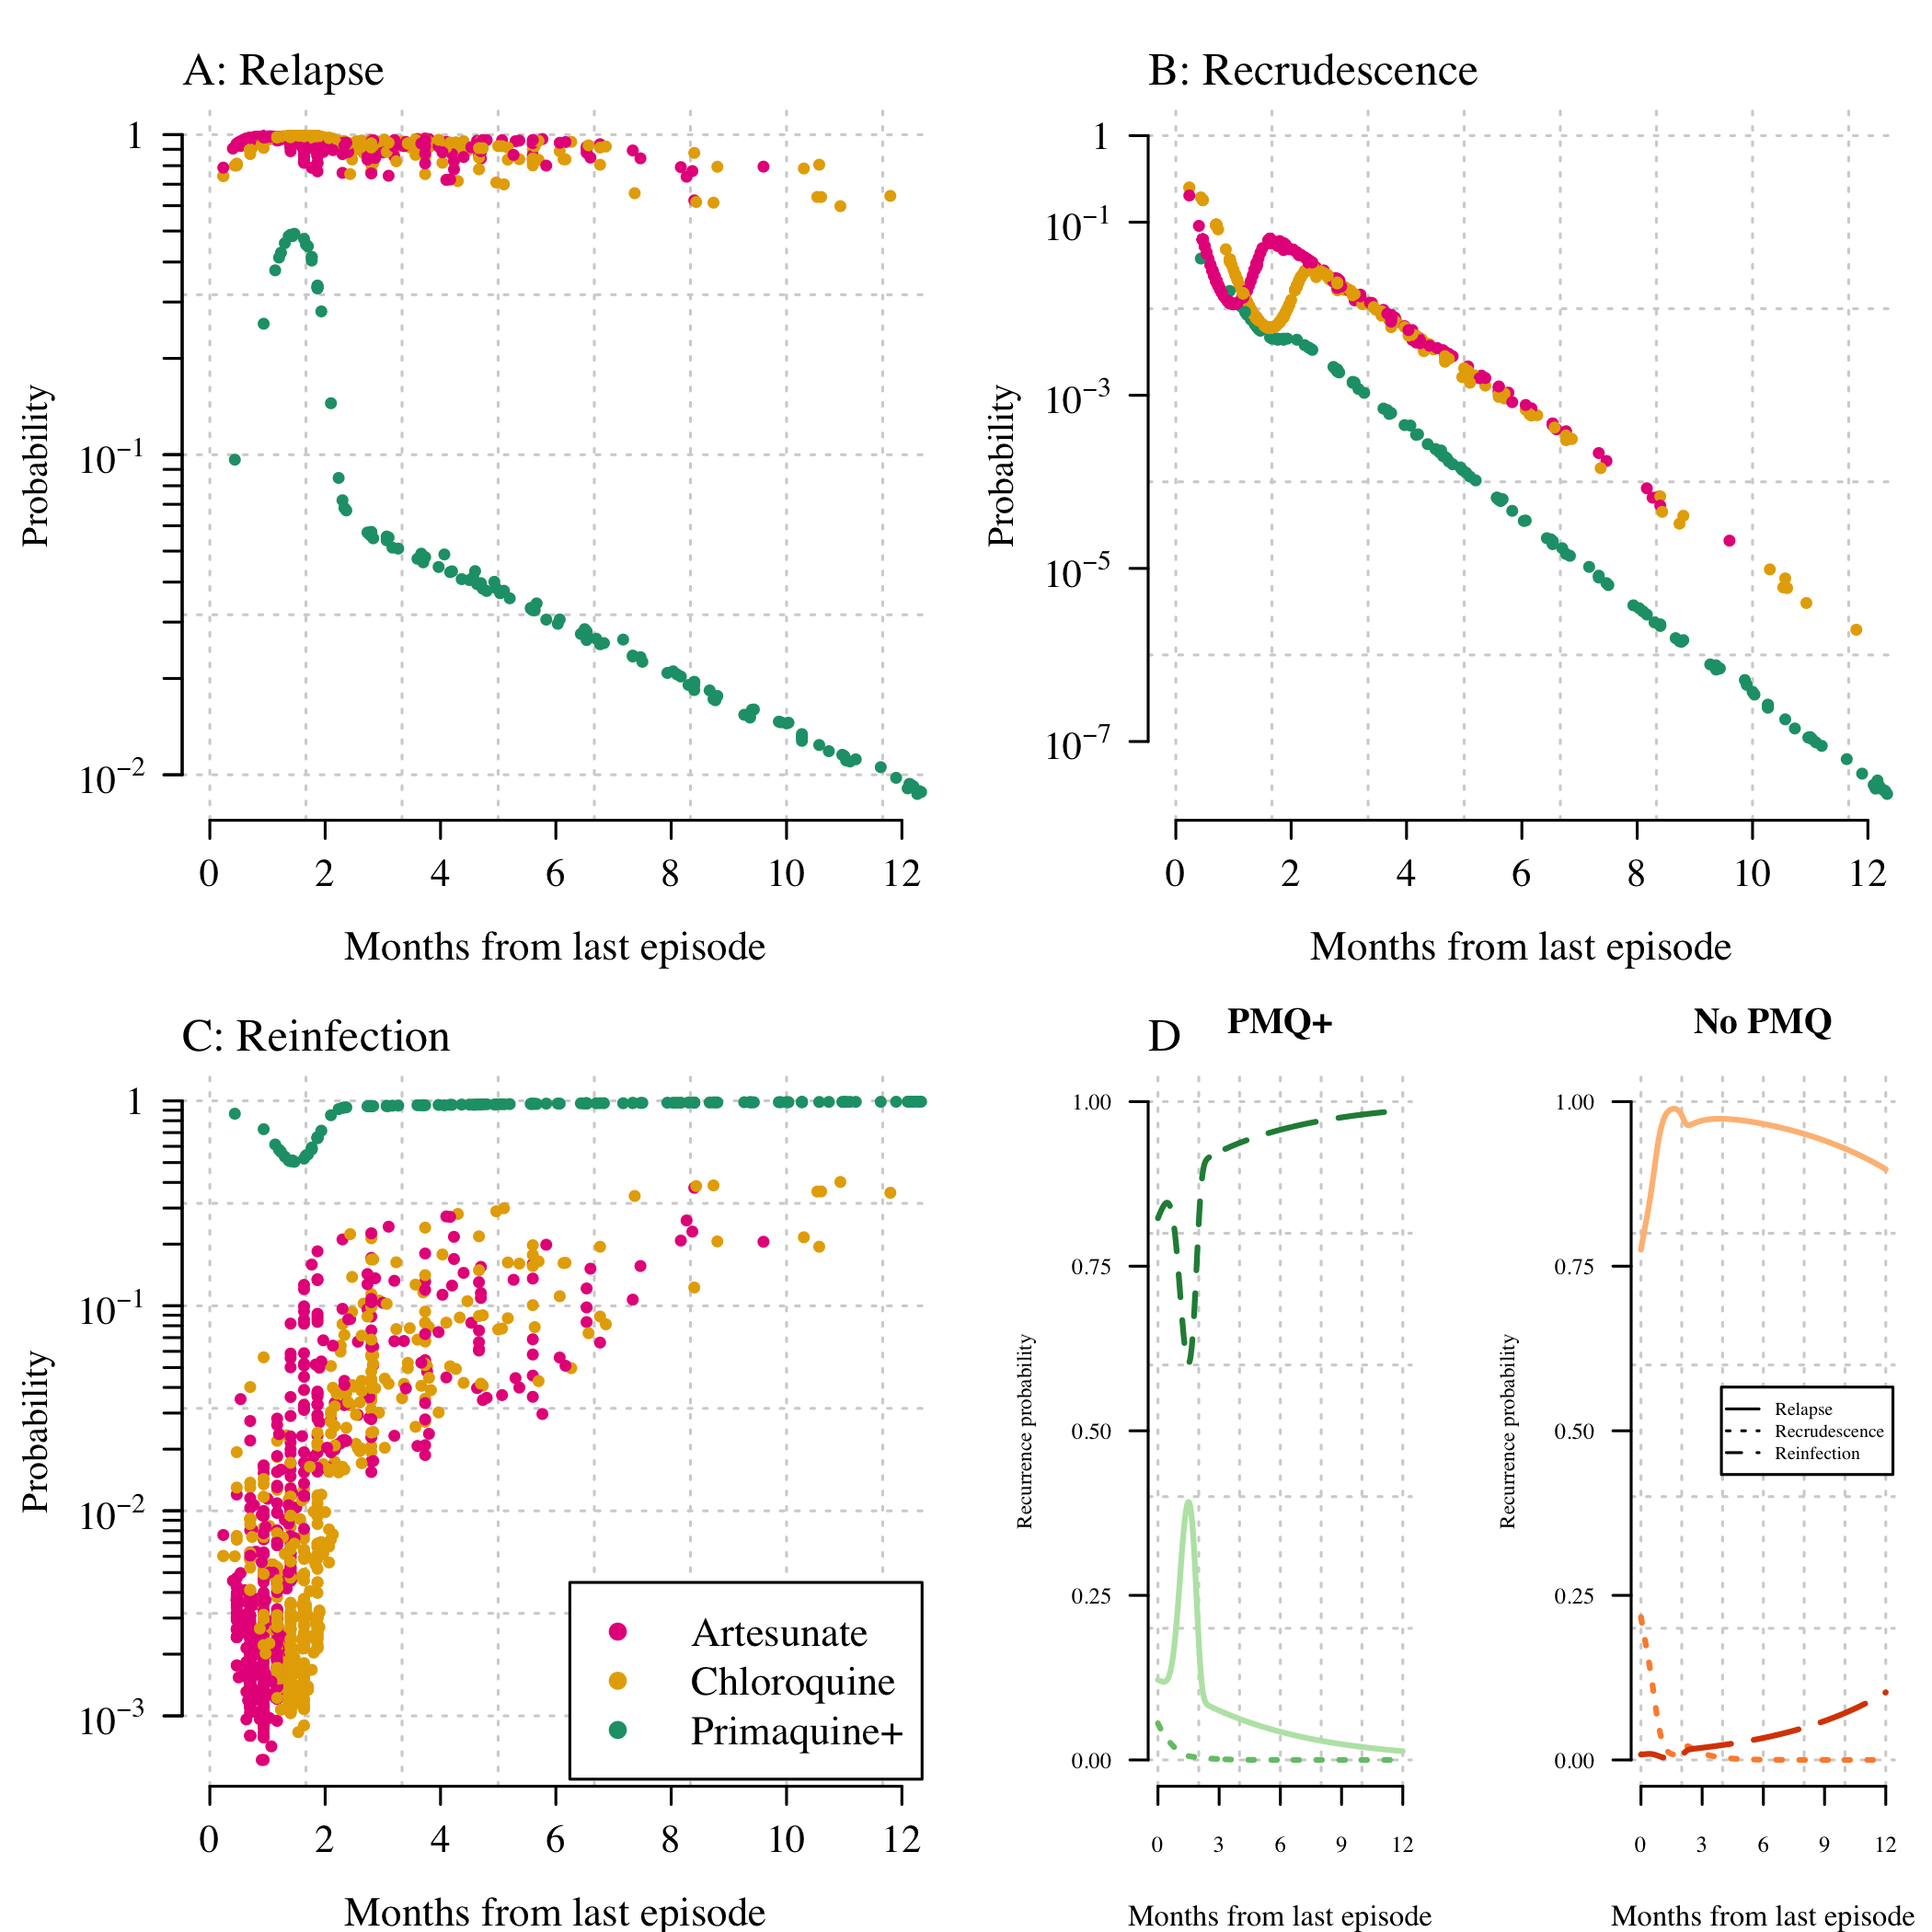 A: Relapse
1
10−1
10−2
Probability
0 2 4 6 8 10 12
Months from last episode
B: Recrudescence
1
10−1
10−3
10−5
10−7
Probability
0 2 4 6 8 10 12
Months from last episode
C: Reinfection
1
10−1
10−2
10−3
Probability
Artesunate
Chloroquine
Primaquine+
0 2 4 6 8 10 12
Months from last episode
D
PMQ+
1.00
0.75
0.50
0.25
0.00
Recurrence probability
0 3 6 9 12
Months from last episode
No PMQ
1.00
0.75
0.50
0.25
0.00
Recurrence probability
Relapse
Recrudescence
Reinfection
0 3 6 9 12
Months from last episode